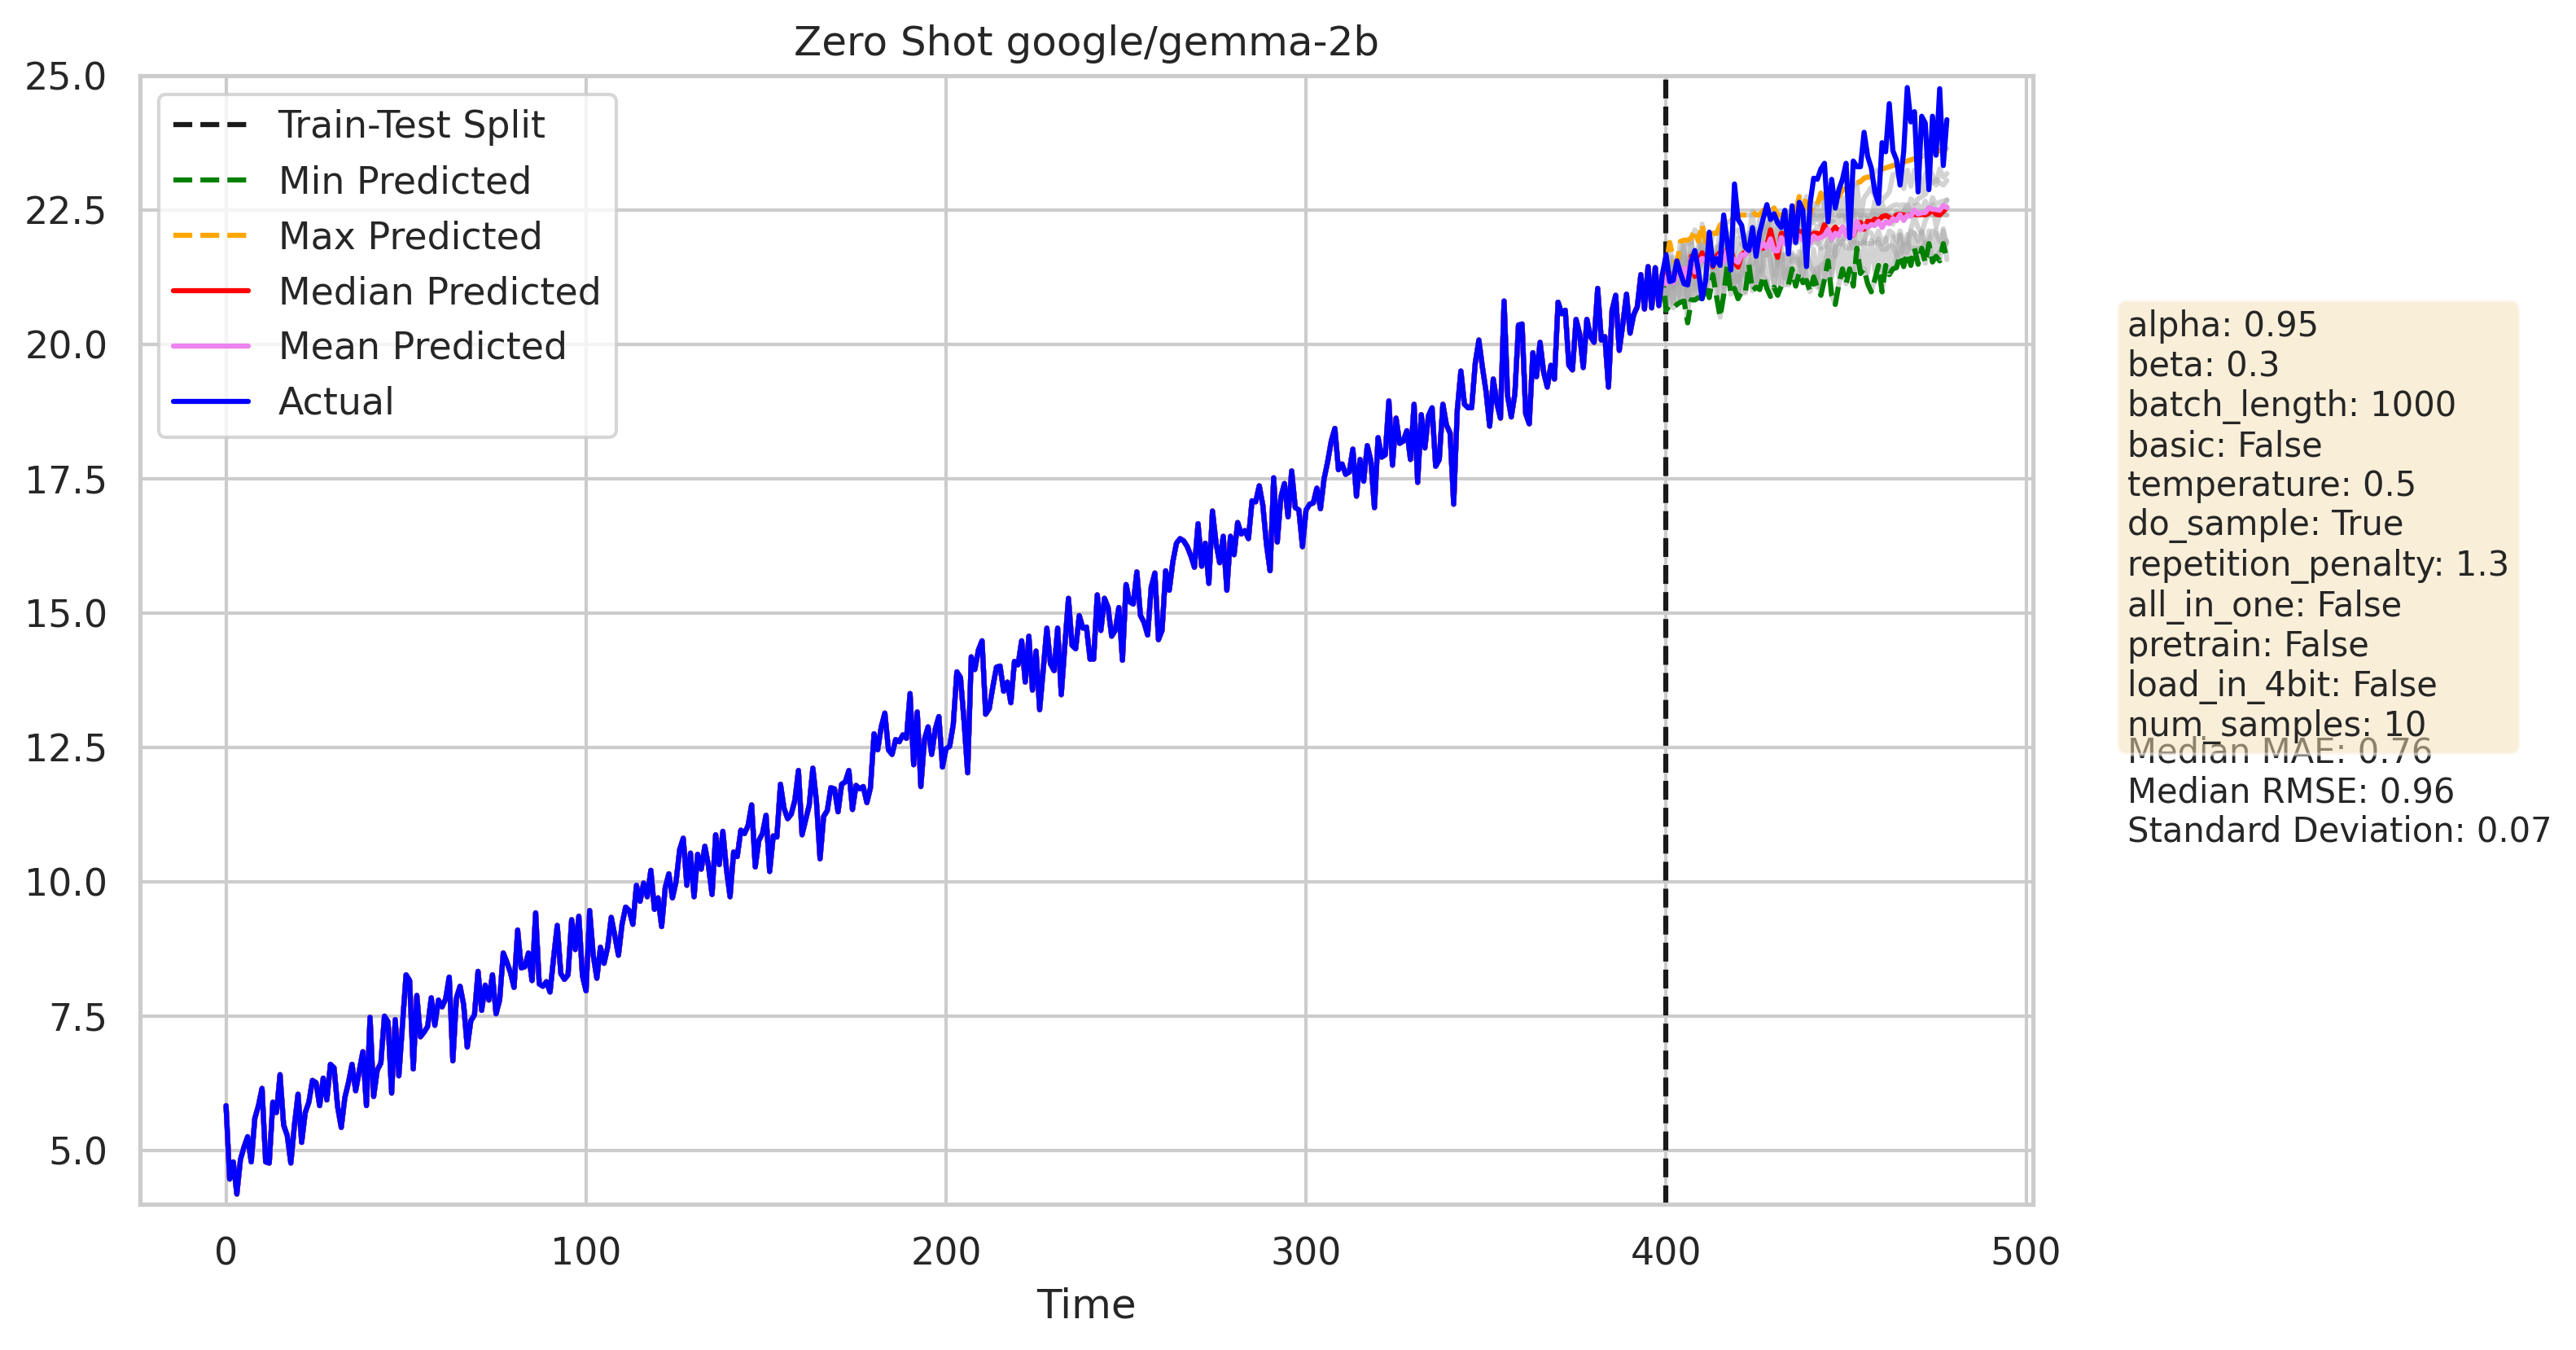 Zero Shot google/gemma-2b
25.0
22.5
20.0
17.5
15.0
12.5
10.0
7.5
5.0
Train-Test Split
Min Predicted
Max Predicted
Median Predicted
Mean Predicted
Actual
0
100
200
300
400
500
Time
alpha: 0.95
beta: 0.3
batch_length: 1000
basic: False
temperature: 0.5
do_sample: True
repetition_penalty: 1.3
all_in_one: False
pretrain: False
load_in_4bit: False
num_samples: 10
Median MAE: 0.76
Median RMSE: 0.96
Standard Deviation: 0.07